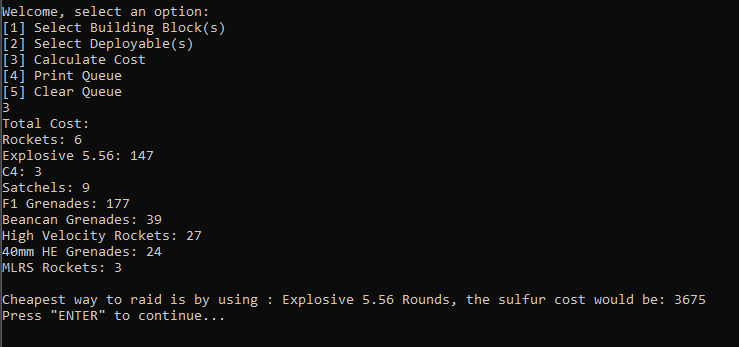 Welcome, select an option:
[1] Select Building Block(s)
[2] Select Deployable(s)
[3] Calculate Cost
[4] Print Queue
[5] Clear Queue
3
Total Cost:
Rockets: 6
Explosive 5.56: 147
C4: 3
Satchels: 9
F1 Grenades: 177
Beancan Grenades: 39
High Velocity Rockets: 27
40mm HE Grenades: 24
MLRS Rockets: 3
Cheapest way to raid is by using : Explosive 5.56 Rounds, the sulfur cost would be: 3675
Press "ENTER" to continue...